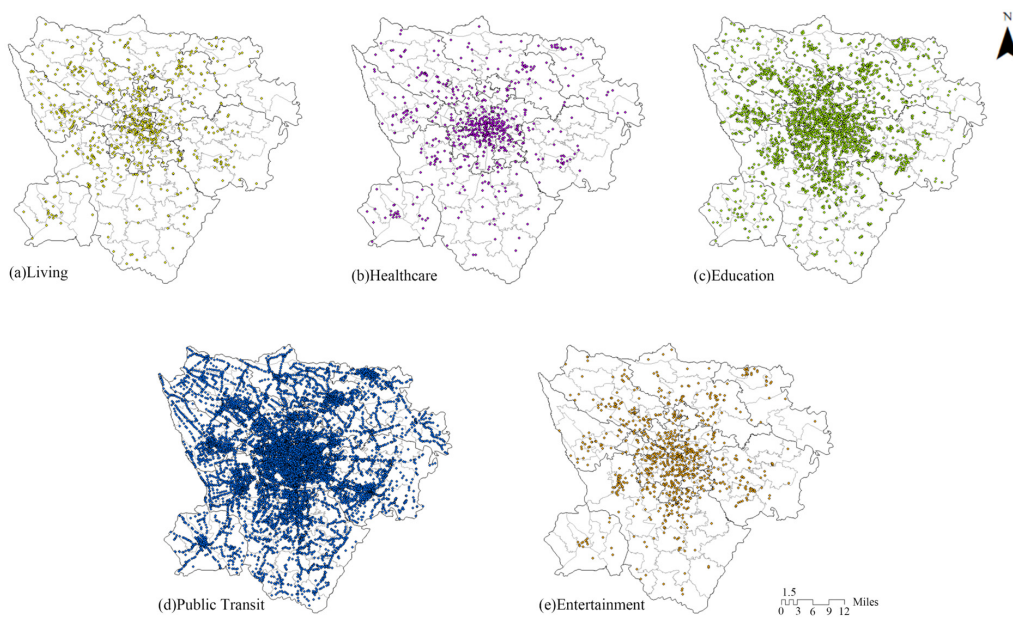 N
(a)Living
(b)Healthcare
(c)Education
(d)Public Transit
(e)Entertainment
1.5
Miles
0 3 6 9 12